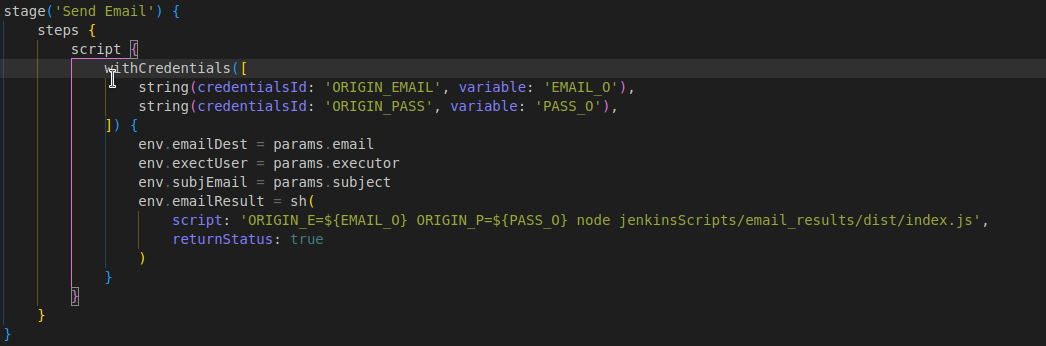 stage('Send Email') {
    steps {
        script {
            withCredentials([
                string(credentialsId: 'ORIGIN_EMAIL', variable: 'EMAIL_O'),
                string(credentialsId: 'ORIGIN_PASS', variable: 'PASS_O'),
            ]) {
                env.emailDest = params.email
                env.exectUser = params.executor
                env.subjEmail = params.subject
                env.emailResult = sh(
                    script: 'ORIGIN_E=${EMAIL_O} ORIGIN_P=${PASS_O} node jenkinsScripts/email_results/dist/index.js',
                    returnStatus: true
                )
            }
        }
    }
}